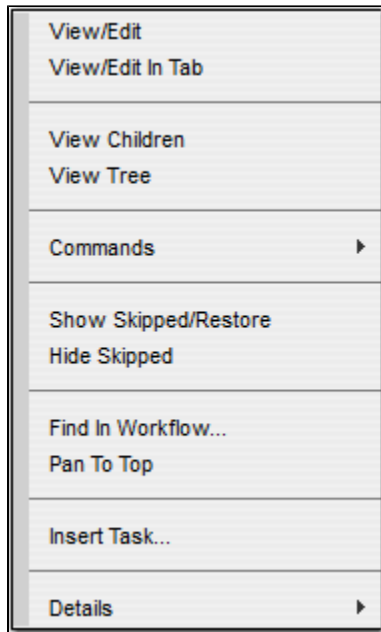 View/Edit
View/Edit In Tab
View Children
View Tree
Commands
Show Skipped/Restore
Hide Skipped
Find In Workflow...
Pan To Top
Insert Task...
Details